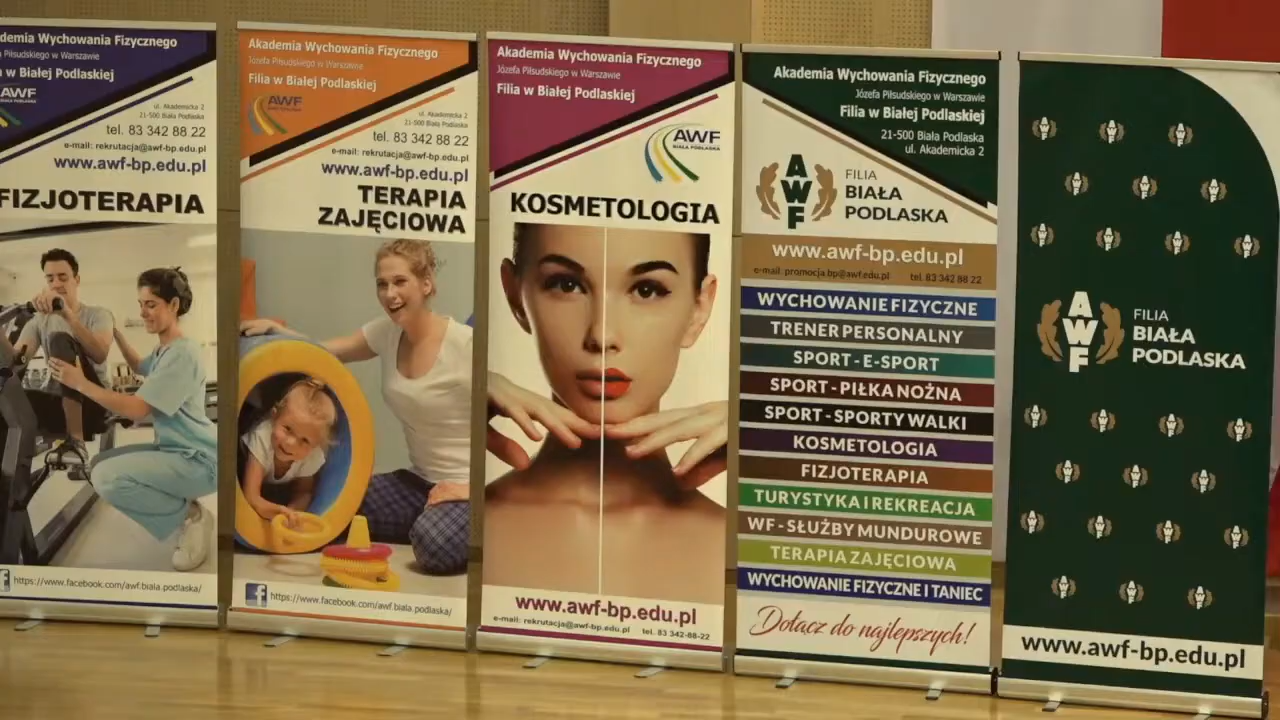 Akademia Wychowania Fizycznego
Piłsudskiego w Warszawie
w Białej Podlaskiej
AWF
ul. Akademicka 2
21-500 Biała Podlaska
tel. 83 342 88 22
e-mail: rekrutacja@awf-bp.edu.pl
www.awf-bp.edu.pl
FIZJOTERAPIA
https://www.facebook.com/awf.biala.podlaska/
Akademia Wychowania Fizycznego
Józefa Piłsudskiego w Warszawie
Filia w Białej Podlaskiej
AWF
ul. Akademicka 2
21-500 Biała Podlaska
tel. 83 342 88 22
e-mail: rekrutacja@awf-bp.edu.pl
www.awf-bp.edu.pl
TERAPIA
ZAJĘCIOWA
f https://www.facebook.com/awf.biala.podlaska/
Akademia Wychowania Fizycznego
Józefa Piłsudskiego w Warszawie
Filia w Białej Podlaskiej
AWF
BIAŁA PODLASKA
KOSMETOLOGIA
www.awf-bp.edu.pl
e-mail: rekrutacja@awf-bp.edu.pl tel. 83 342-88-22
Akademia Wychowania Fizycznego
Józefa Piłsudskiego w Warszawie
Filia w Białej Podlaskiej
21-500 Biała Podlaska
ul. Akademicka 2
AWF
FILIA
BIAŁA
PODLASKA
www.awf-bp.edu.pl
e-mail: promocja.bp@awf.edu.pl tel. 83 342 88 22
WYCHOWANIE FIZYCZNE
TRENER PERSONALNY
SPORT - E-SPORT
SPORT - PIŁKA NOŻNA
SPORT - SPORTY WALKI
KOSMETOLOGIA
FIZJOTERAPIA
TURYSTYKA I REKREACJA
WF - SŁUŻBY MUNDUROWE
TERAPIA ZAJĘCIOWA
WYCHOWANIE FIZYCZNE I TANIEC
Dołącz do najlepszych!
AWF
FILIA
BIAŁA
PODLASKA
www.awf-bp.edu.pl